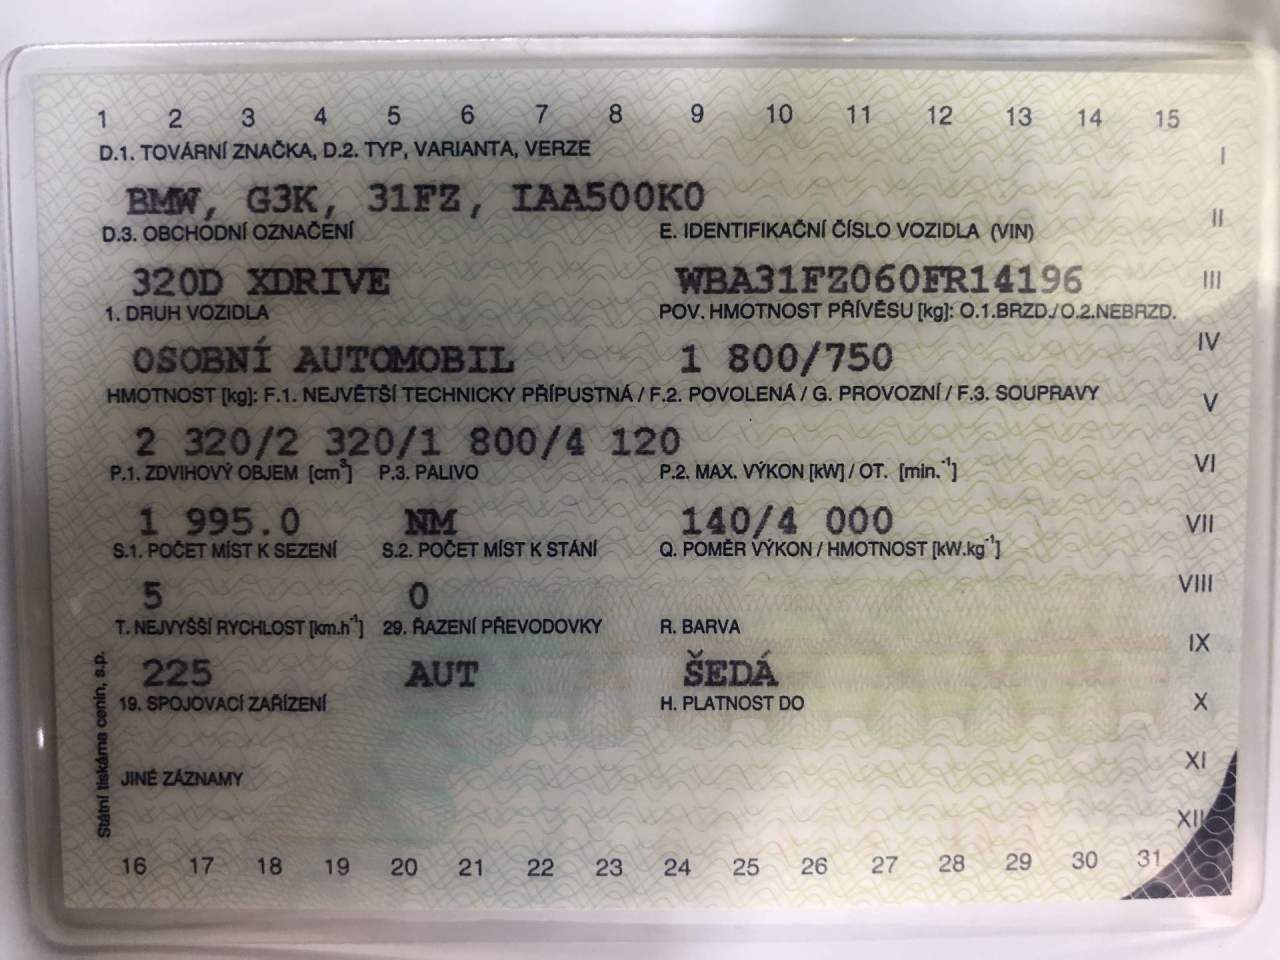 1 2 3 4 5 6 7 8 9 10 11 12 13 14 15
D.1. TOVÁRNÍ ZNAČKA, D.2. TYP, VARIANTA, VERZE
I
BMW, G3K, 31FZ, IAA500K0
II
D.3. OBCHODNÍ OZNAČENÍ E. IDENTIFIKAČNÍ ČÍSLO VOZIDLA (VIN)
320D XDRIVE WBA31FZ060FR14196
III
1. DRUH VOZIDLA POV. HMOTNOST PŘÍVĚSU [kg]: O.1.BRZD./O.2.NEBRZD.
OSOBNÍ AUTOMOBIL 1 800/750
IV
HMOTNOST [kg]: F.1. NEJVĚTŠÍ TECHNICKY PŘÍPUSTNÁ / F.2. POVOLENÁ / G. PROVOZNÍ / F.3. SOUPRAVY
V
2 320/2 320/1 800/4 120
P.1. ZDVIHOVÝ OBJEM [cm³] P.3. PALIVO P.2. MAX. VÝKON [kW] / OT. [min.⁻¹]
VI
1 995.0 NM 140/4 000
VII
S.1. POČET MÍST K SEZENÍ S.2. POČET MÍST K STÁNÍ Q. POMĚR VÝKON / HMOTNOST [kW.kg⁻¹]
5 0
VIII
T. NEJVYŠŠÍ RYCHLOST [km.h⁻¹] 29. ŘAZENÍ PŘEVODOVKY R. BARVA
IX
225 AUT ŠEDÁ
19. SPOJOVACÍ ZAŘÍZENÍ H. PLATNOST DO
X
XI
JINÉ ZÁZNAMY
XII
Státní tiskárna cenin, s.p.
16 17 18 19 20 21 22 23 24 25 26 27 28 29 30 31